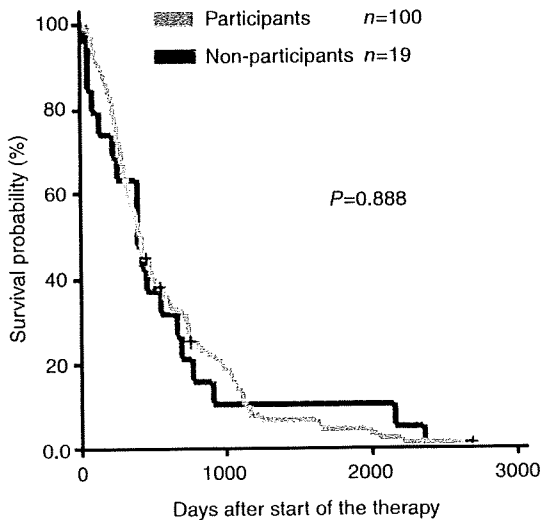 Participants n=100
Non-participants n=19
100
80
60
40
20
0.0
Survival probability (%)
P=0.888
0 1000 2000 3000
Days after start of the therapy